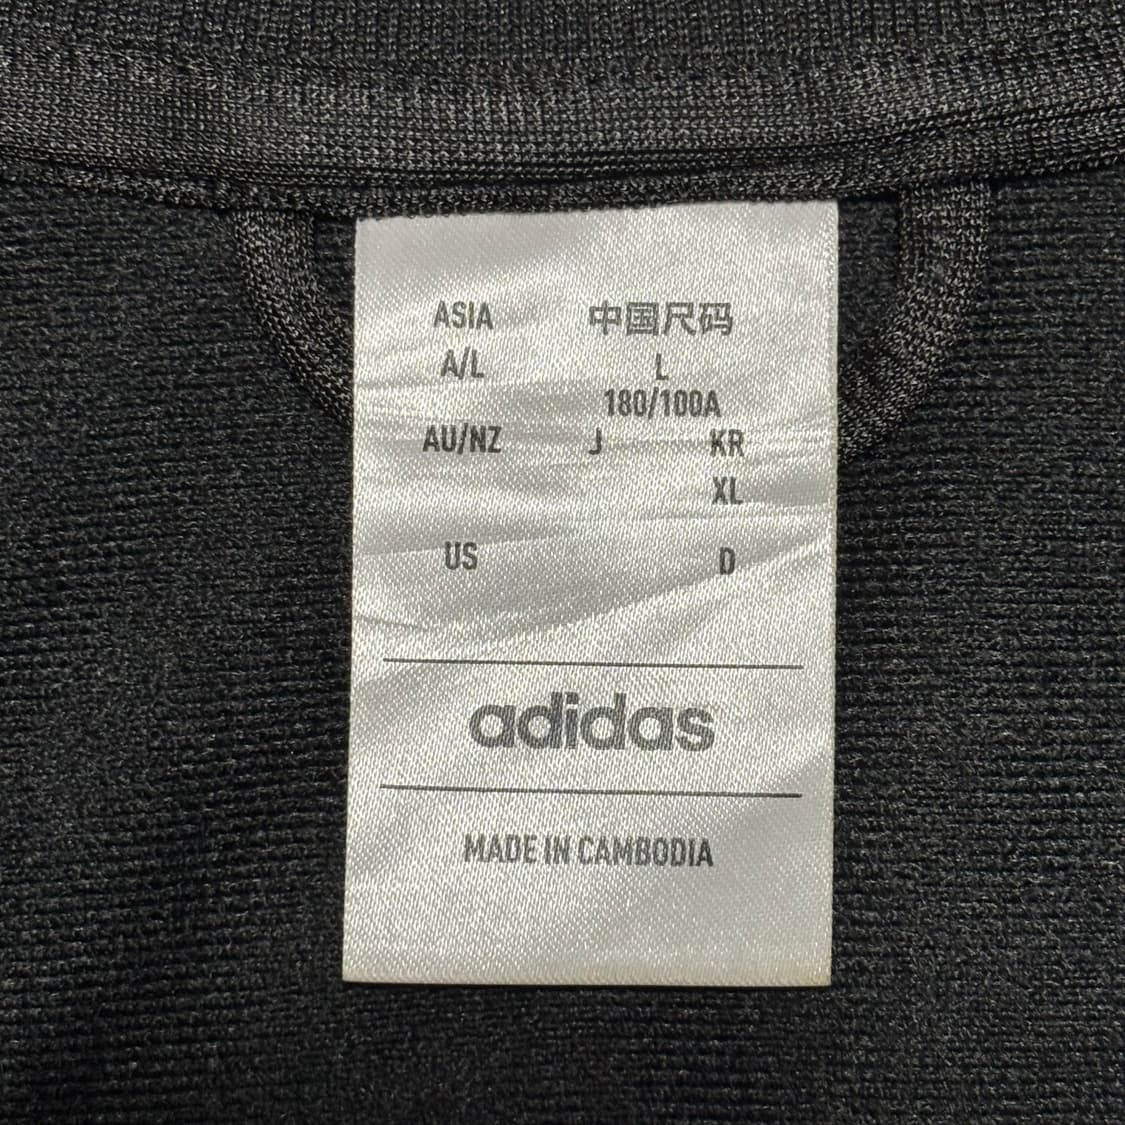 ASIA 中国尺码
A/L L
180/100A
AU/NZ J KR
XL
US D
adidas
MADE IN CAMBODIA